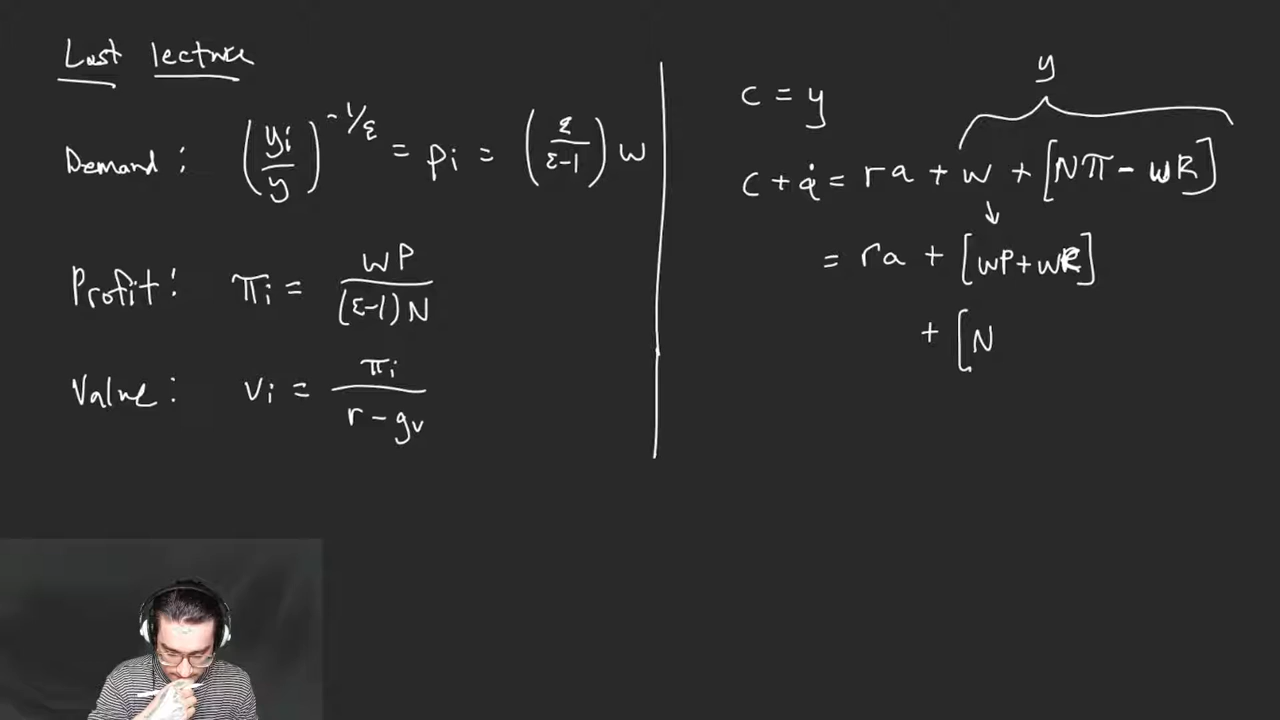 Last lecture
Demand : (yi/y)^{-1/ε} = pi = (ε/(ε-1)) w
Profit : πi = wP/((ε-1)N)
Value : vi = πi/(r - gv)
y
c = y
c + ȧ = ra + w + [Nπ - wR]
↓
= ra + [wP + wR]
+ [N